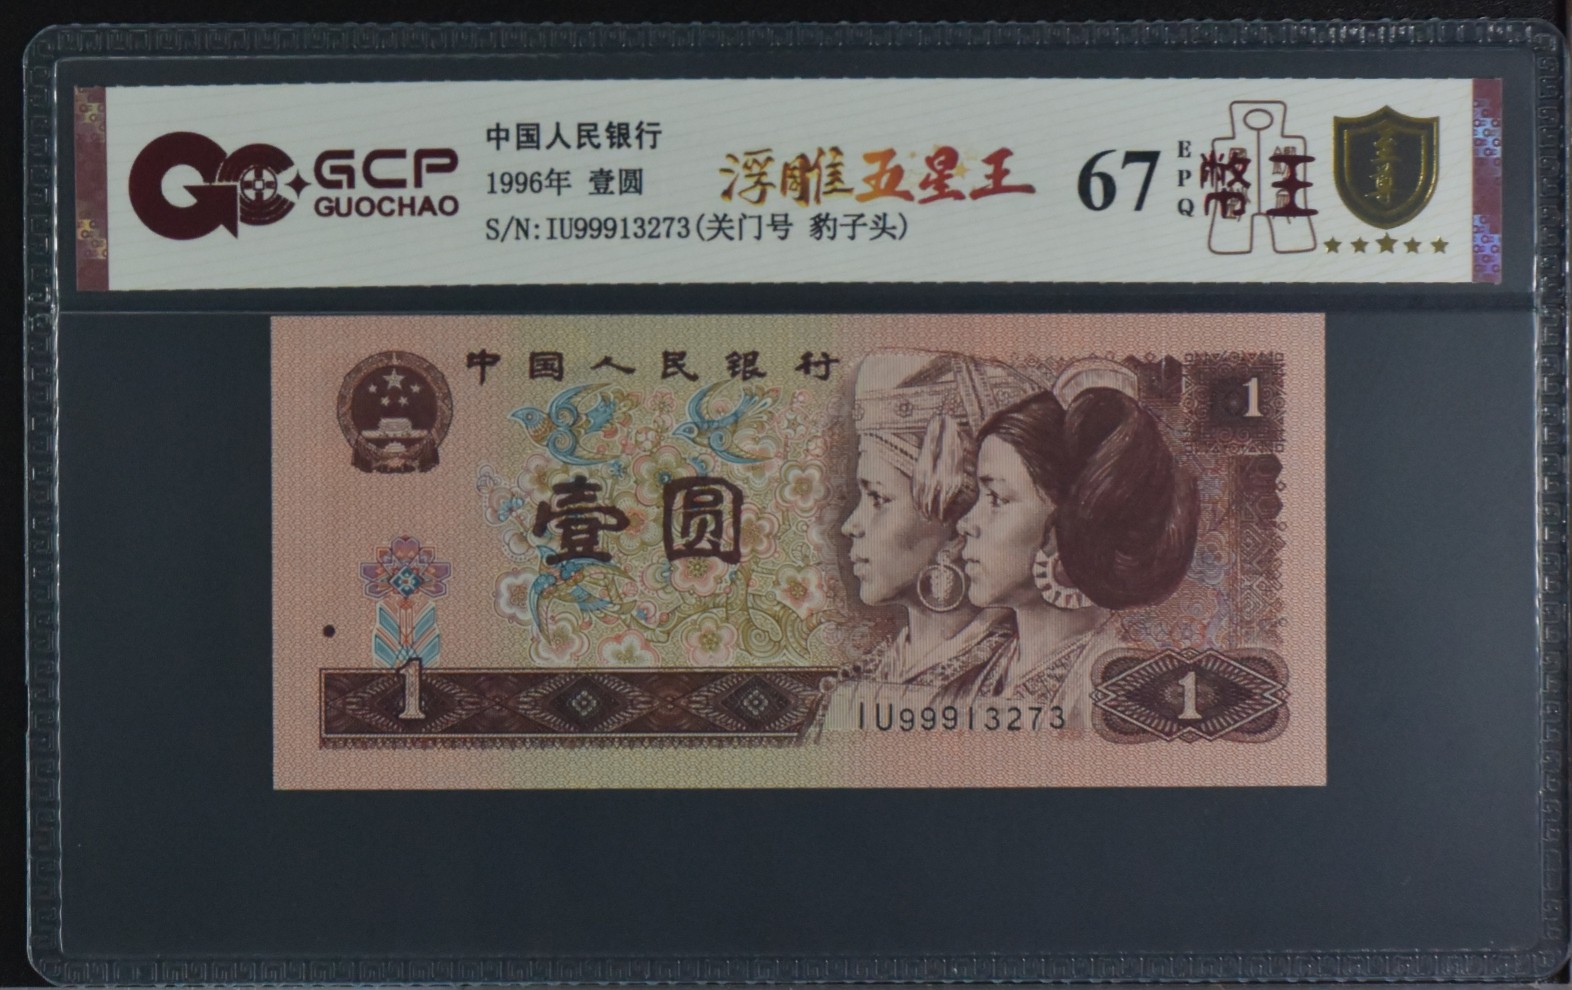 GCP
GUOCHAO
中国人民银行
1996年 壹圆
S/N:IU99913273(关门号 豹子头)
浮雕五星王
67
EPQ
至尊
中国人民银行
1
壹圆
1
IU99913273
1